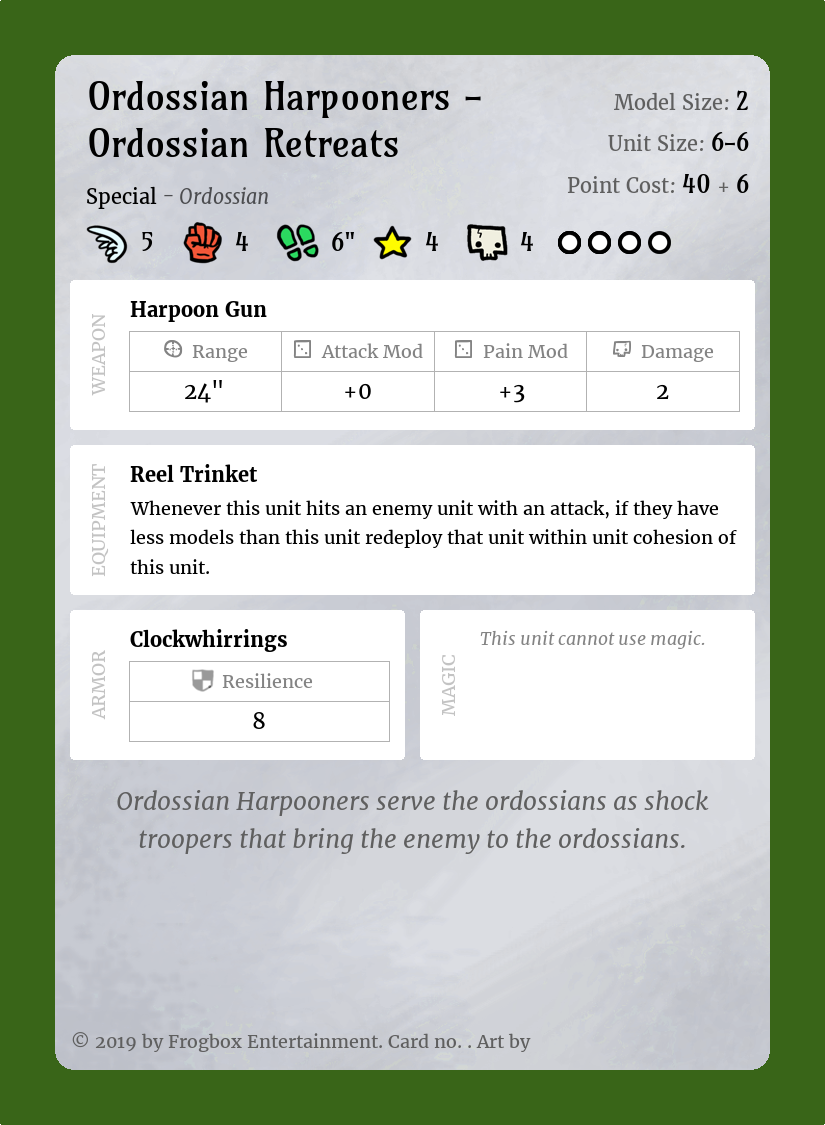 Ordossian Harpooners –
Ordossian Retreats
Model Size: 2
Unit Size: 6–6
Point Cost: 40 + 6
Special – Ordossian
5 4 6" 4 4
WEAPON
Harpoon Gun
Range Attack Mod Pain Mod Damage
24" +0 +3 2
EQUIPMENT
Reel Trinket
Whenever this unit hits an enemy unit with an attack, if they have
less models than this unit redeploy that unit within unit cohesion of
this unit.
ARMOR
Clockwhirrings
Resilience
8
MAGIC
This unit cannot use magic.
Ordossian Harpooners serve the ordossians as shock
troopers that bring the enemy to the ordossians.
© 2019 by Frogbox Entertainment. Card no. . Art by